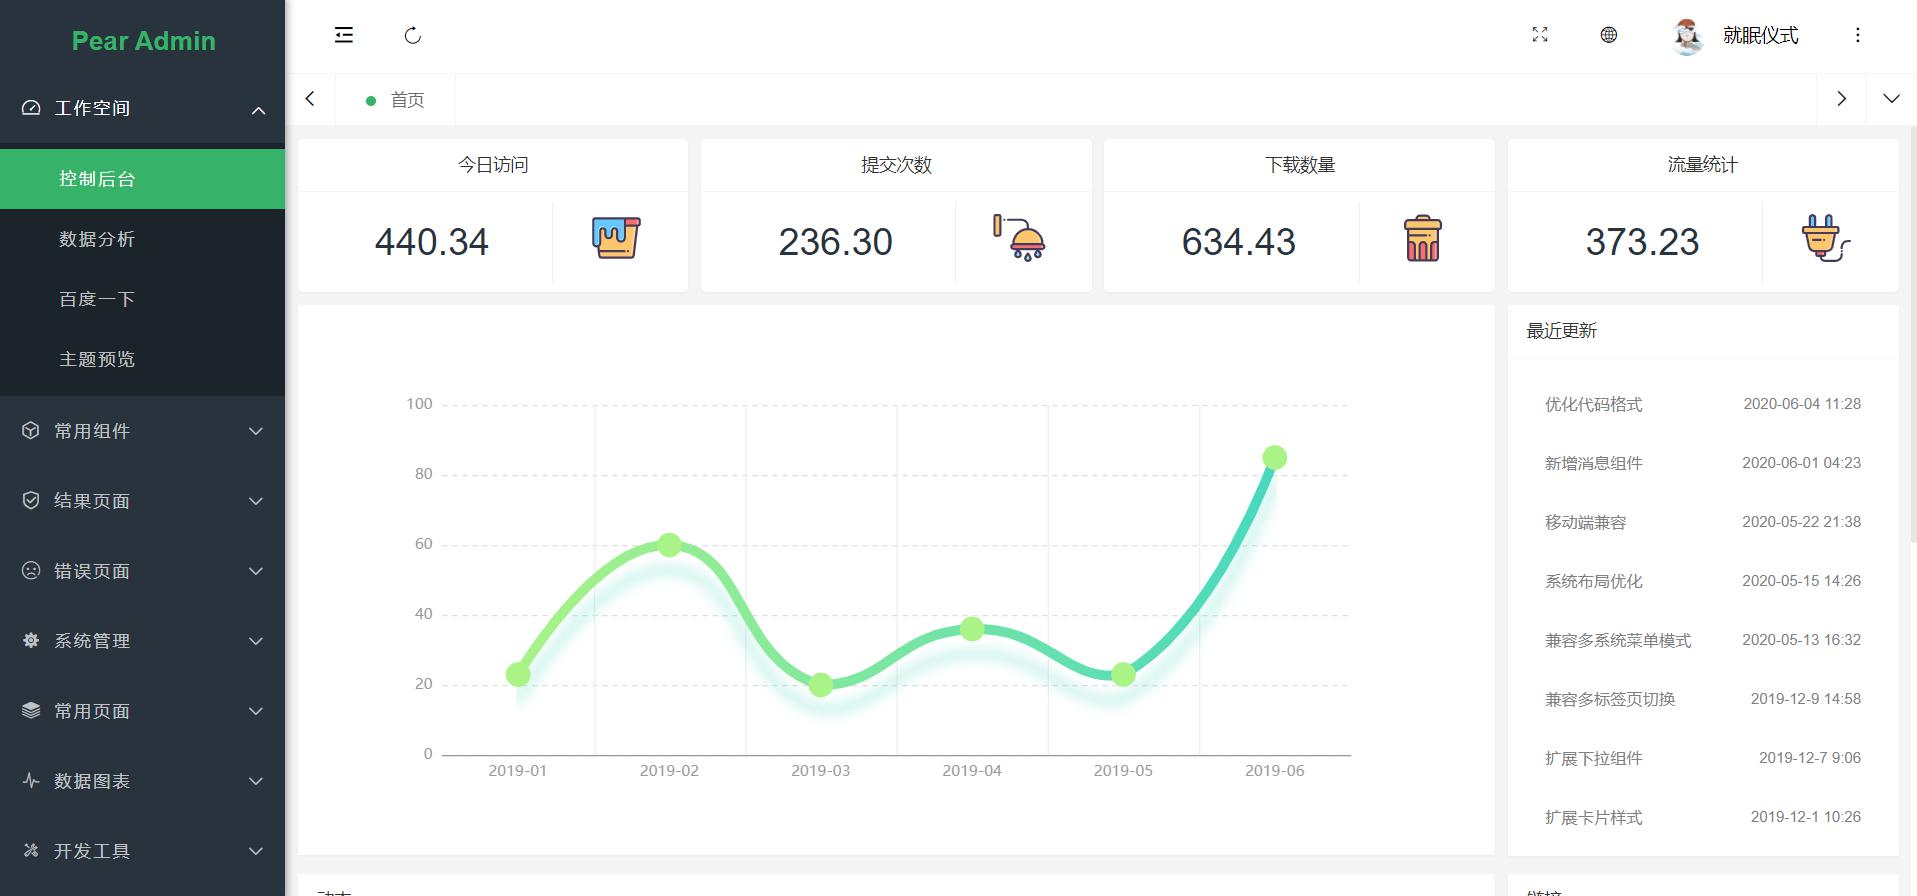 Pear Admin
工作空间
控制后台
数据分析
百度一下
主题预览
常用组件
结果页面
错误页面
系统管理
常用页面
数据图表
开发工具
就眠仪式
首页
今日访问
440.34
提交次数
236.30
下载数量
634.43
流量统计
373.23
100
80
60
40
20
0
2019-01 2019-02 2019-03 2019-04 2019-05 2019-06
最近更新
优化代码格式 2020-06-04 11:28
新增消息组件 2020-06-01 04:23
移动端兼容 2020-05-22 21:38
系统布局优化 2020-05-15 14:26
兼容多系统菜单模式 2020-05-13 16:32
兼容多标签页切换 2019-12-9 14:58
扩展下拉组件 2019-12-7 9:06
扩展卡片样式 2019-12-1 10:26